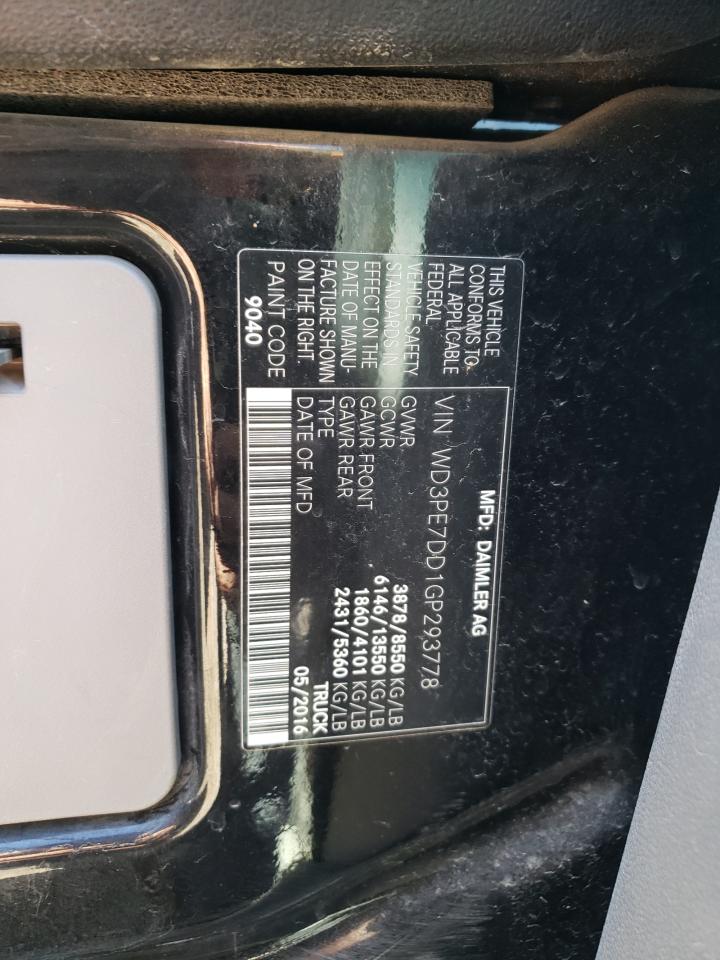 THIS VEHICLE
CONFORMS TO
ALL APPLICABLE
FEDERAL
VEHICLE SAFETY
STANDARDS IN
EFFECT ON THE
DATE OF MANU-
FACTURE SHOWN
ON THE RIGHT.
PAINT CODE
9040
MFD: DAIMLER AG
VIN WD3PE7DD1GP293778
GVWR 3878/8550 KG/LB
GCWR 6146/13550 KG/LB
GAWR FRONT 1860/4101 KG/LB
GAWR REAR 2431/5360 KG/LB
TYPE TRUCK
DATE OF MFD 05/2016